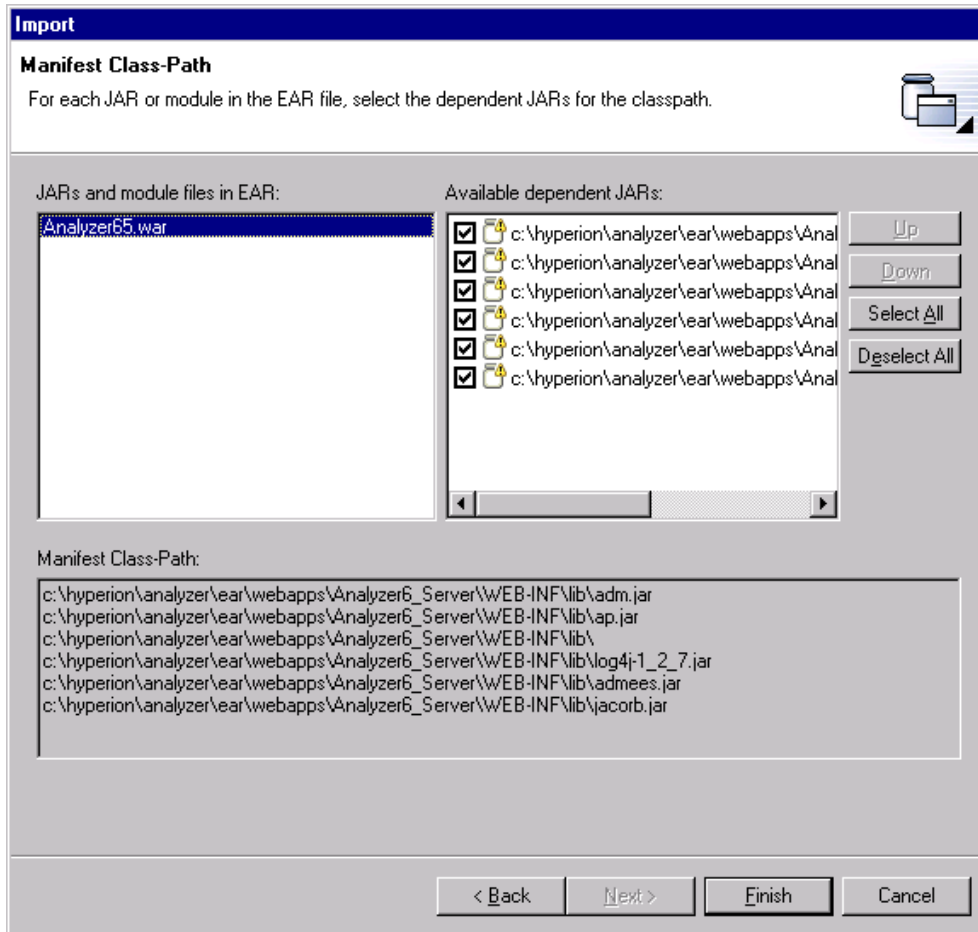 Import
Manifest Class-Path
For each JAR or module in the EAR file, select the dependent JARs for the classpath.
JARs and module files in EAR:
Available dependent JARs:
Analyzer65.war
c:\hyperion\analyzer\ear\webapps\Anal
c:\hyperion\analyzer\ear\webapps\Anal
c:\hyperion\analyzer\ear\webapps\Anal
c:\hyperion\analyzer\ear\webapps\Anal
c:\hyperion\analyzer\ear\webapps\Anal
c:\hyperion\analyzer\ear\webapps\Anal
Up
Down
Select All
Deselect All
Manifest Class-Path:
c:\hyperion\analyzer\ear\webapps\Analyzer6_Server\WEB-INF\lib\adm.jar
c:\hyperion\analyzer\ear\webapps\Analyzer6_Server\WEB-INF\lib\ap.jar
c:\hyperion\analyzer\ear\webapps\Analyzer6_Server\WEB-INF\lib\
c:\hyperion\analyzer\ear\webapps\Analyzer6_Server\WEB-INF\lib\log4j-1_2_7.jar
c:\hyperion\analyzer\ear\webapps\Analyzer6_Server\WEB-INF\lib\admees.jar
c:\hyperion\analyzer\ear\webapps\Analyzer6_Server\WEB-INF\lib\jacorb.jar
< Back
Next >
Finish
Cancel